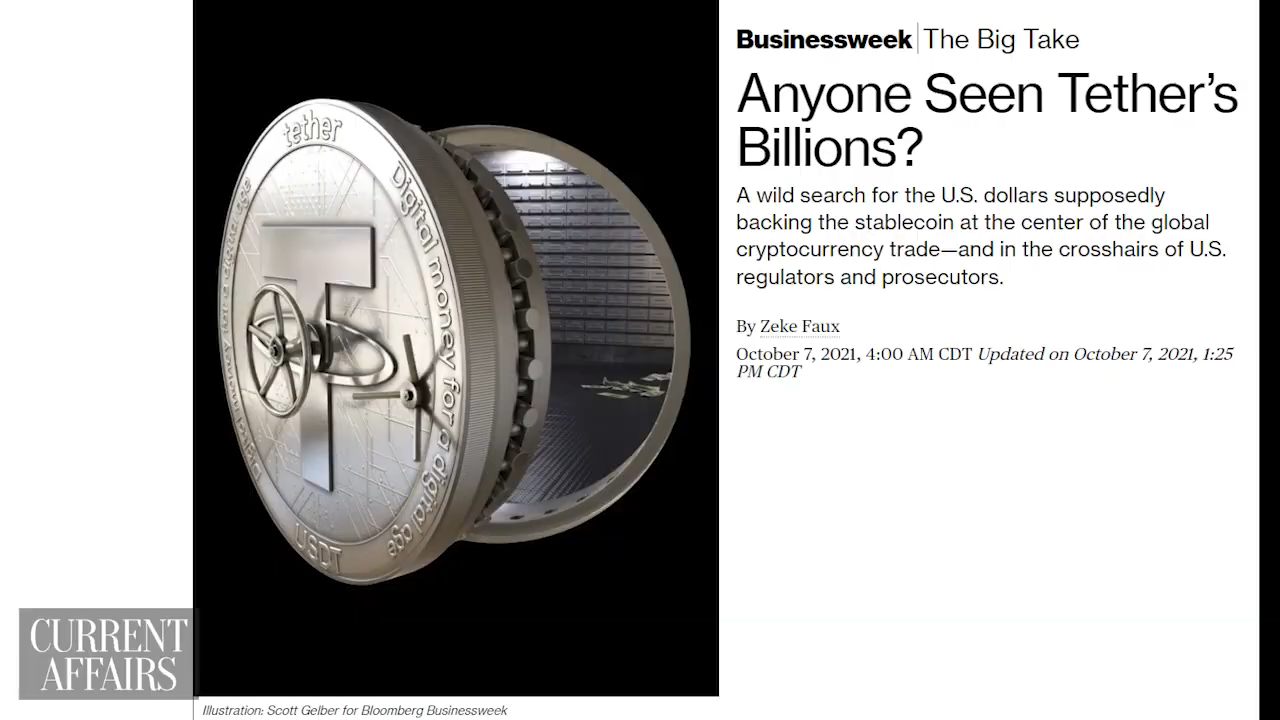 Businessweek | The Big Take
Anyone Seen Tether's
Billions?
A wild search for the U.S. dollars supposedly
backing the stablecoin at the center of the global
cryptocurrency trade—and in the crosshairs of U.S.
regulators and prosecutors.
By Zeke Faux
October 7, 2021, 4:00 AM CDT Updated on October 7, 2021, 1:25
PM CDT
tether
Digital money for a digital age
USDT
CURRENT
AFFAIRS
Illustration: Scott Gelber for Bloomberg Businessweek